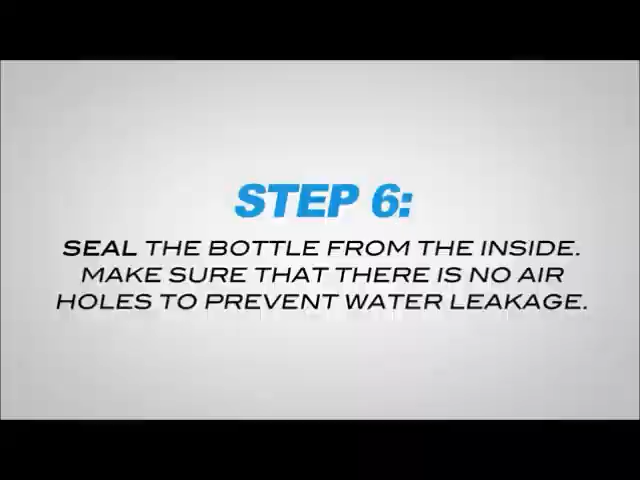 STEP 6:
SEAL THE BOTTLE FROM THE INSIDE.
MAKE SURE THAT THERE IS NO AIR
HOLES TO PREVENT WATER LEAKAGE.